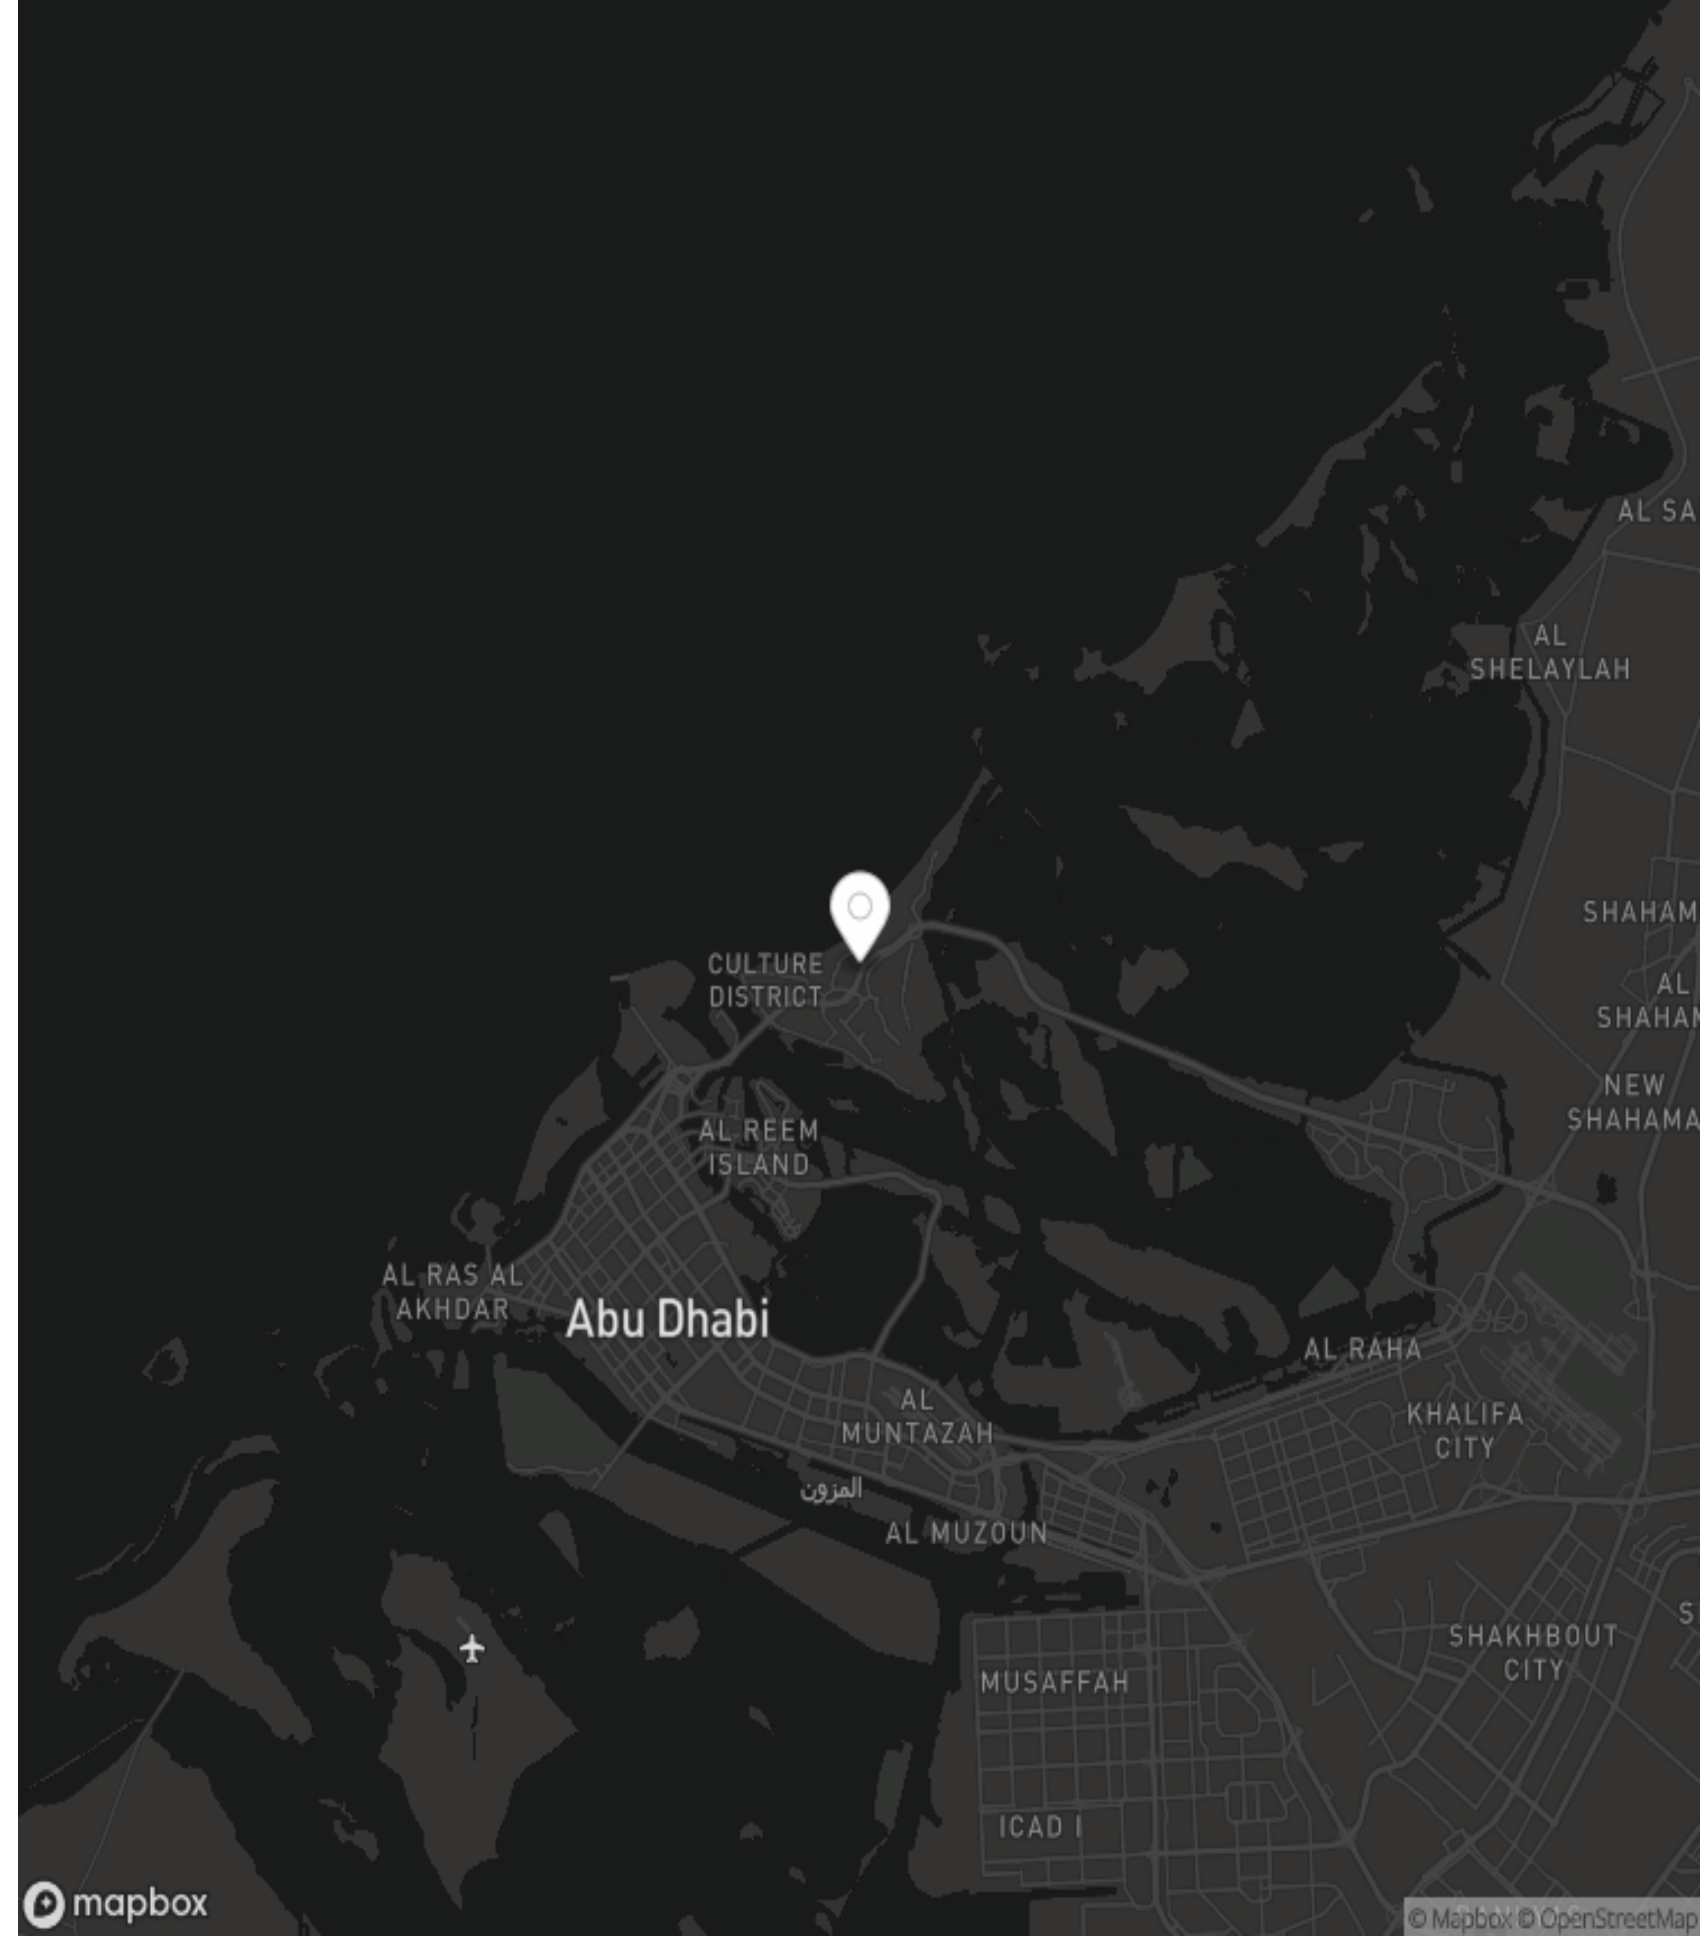 AL SA
AL
SHELAYLAH
SHAHAM
CULTURE
DISTRICT
AL
SHAHAM
NEW
SHAHAMA
AL REEM
ISLAND
AL RAS AL
AKHDAR
Abu Dhabi
AL RAHA
AL
MUNTAZAH
KHALIFA
CITY
المزون
AL MUZOUN
S
SHAKHBOUT
CITY
MUSAFFAH
ICAD I
mapbox
© Mapbox © OpenStreetMap